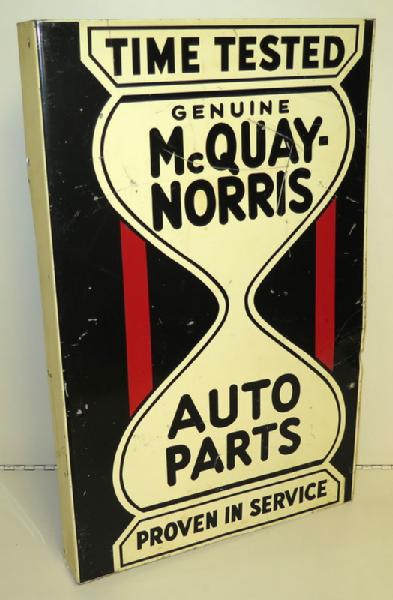 TIME TESTED
GENUINE
McQUAY-
NORRIS
AUTO
PARTS
PROVEN IN SERVICE